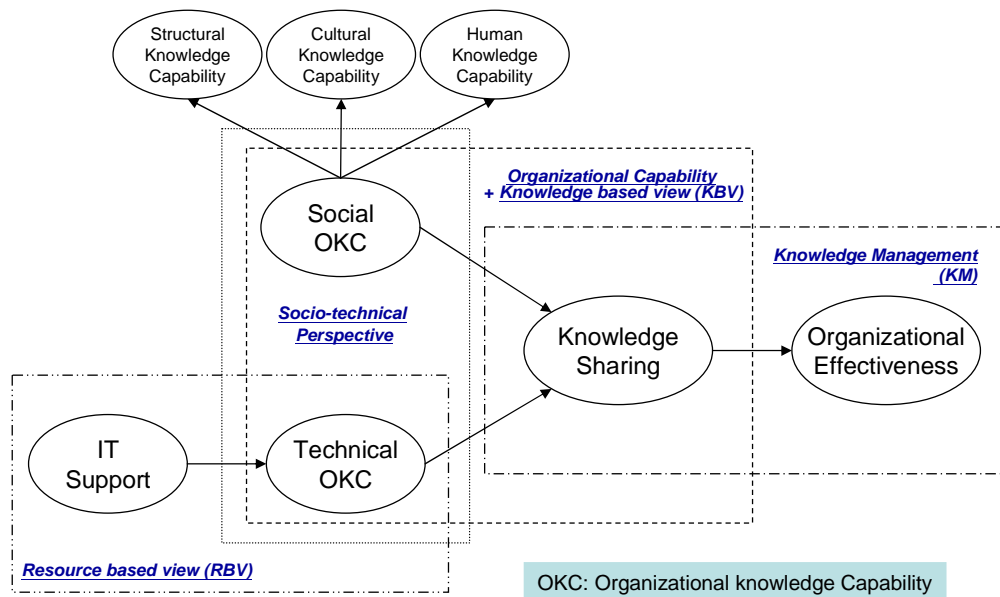 Structural
Knowledge
Capability
Cultural
Knowledge
Capability
Human
Knowledge
Capability
Organizational Capability
+ Knowledge based view (KBV)
Social
OKC
Knowledge Management
(KM)
Socio-technical
Perspective
Knowledge
Sharing
Organizational
Effectiveness
IT
Support
Technical
OKC
Resource based view (RBV)
OKC: Organizational knowledge Capability